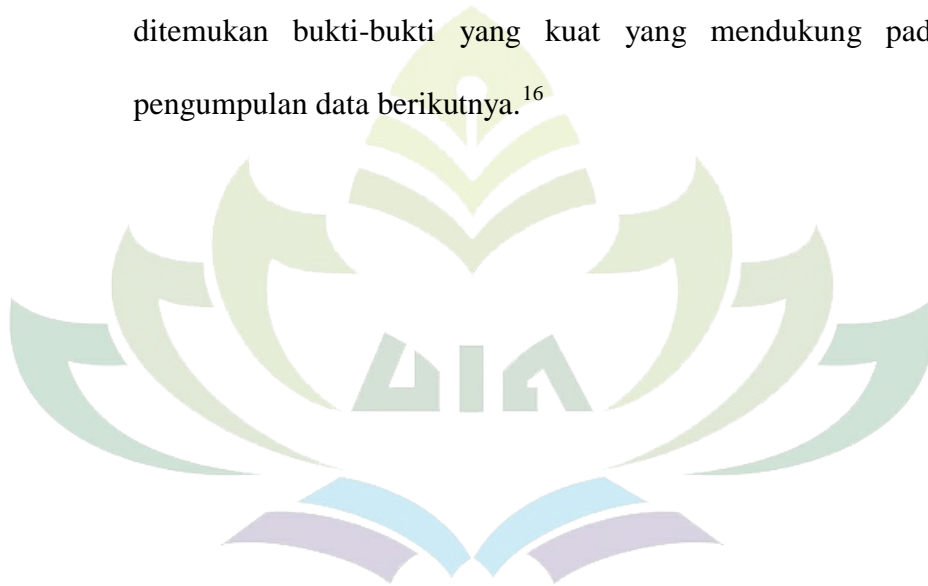 ditemukan bukti-bukti yang kuat yang mendukung pad
pengumpulan data berikutnya.16